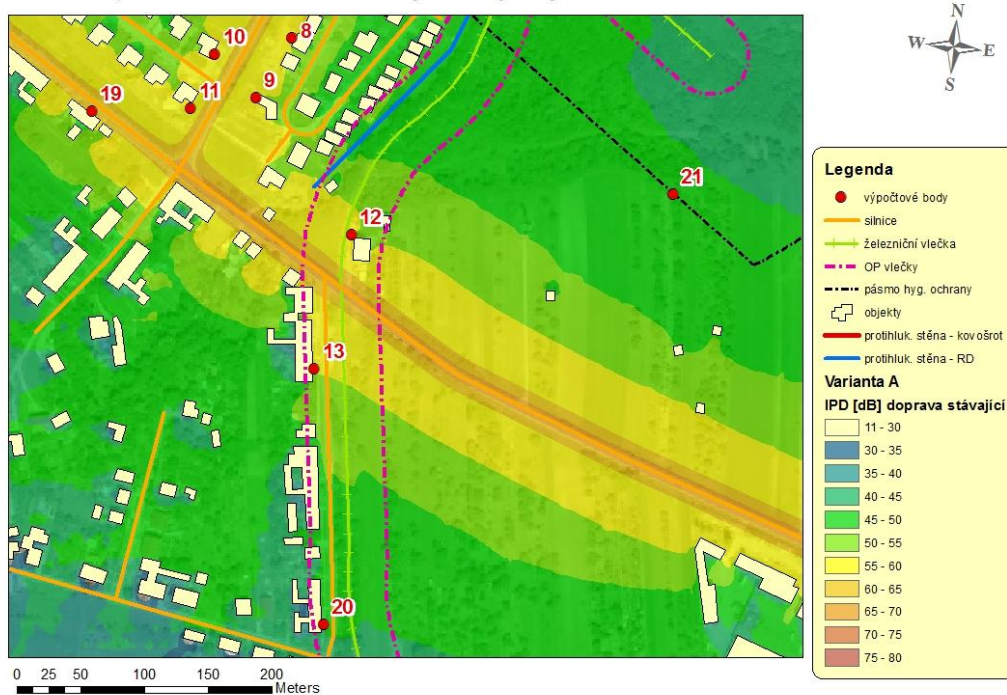 10
8
9
11
19
12
21
13
20
0 25 50 100 150 200
Meters
N
W E
S
Legenda
výpočtové body
silnice
železniční vlečka
OP vlečky
pásmo hyg. ochrany
objekty
protihluk. stěna - kovošrot
protihluk. stěna - RD
Varianta A
IPD [dB] doprava stávající
11 - 30
30 - 35
35 - 40
40 - 45
45 - 50
50 - 55
55 - 60
60 - 65
65 - 70
70 - 75
75 - 80